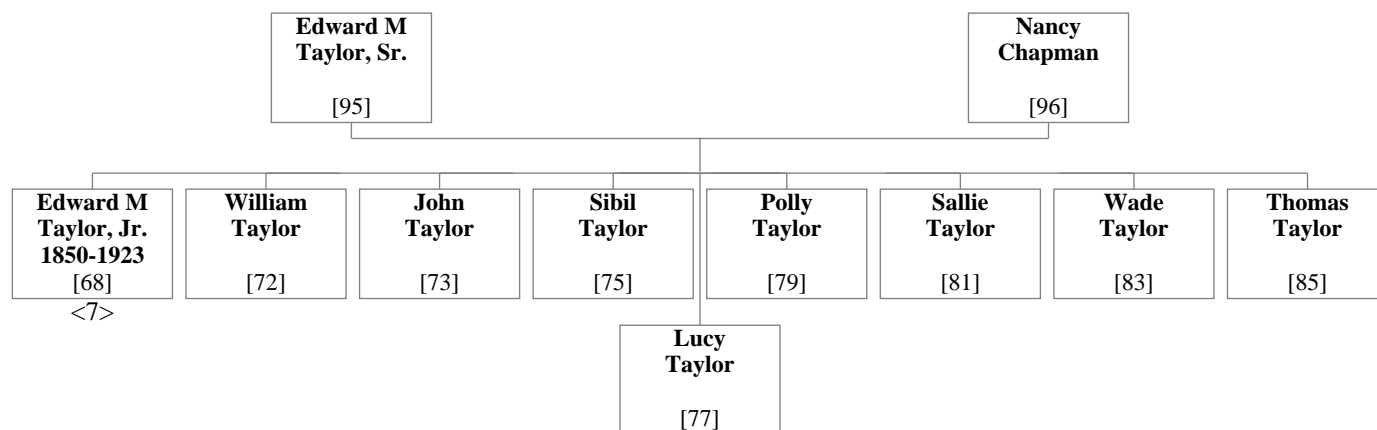 Edward M
Taylor, Sr.
[95]
Nancy
Chapman
[96]
Edward M
Taylor, Jr.
1850-1923
[68]
<7>
William
Taylor
[72]
John
Taylor
[73]
Sibil
Taylor
[75]
Polly
Taylor
[79]
Sallie
Taylor
[81]
Wade
Taylor
[83]
Thomas
Taylor
[85]
Lucy
Taylor
[77]